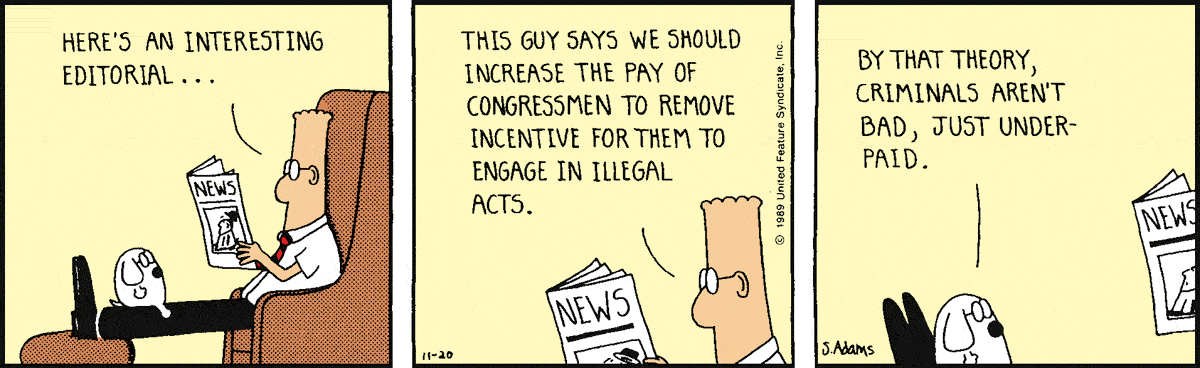 HERE'S AN INTERESTING
EDITORIAL...
NEWS
THIS GUY SAYS WE SHOULD
INCREASE THE PAY OF
CONGRESSMEN TO REMOVE
INCENTIVE FOR THEM TO
ENGAGE IN ILLEGAL
ACTS.
NEWS
11-20
© 1989 United Feature Syndicate, Inc.
BY THAT THEORY,
CRIMINALS AREN'T
BAD, JUST UNDER-
PAID.
NEWS
S.Adams